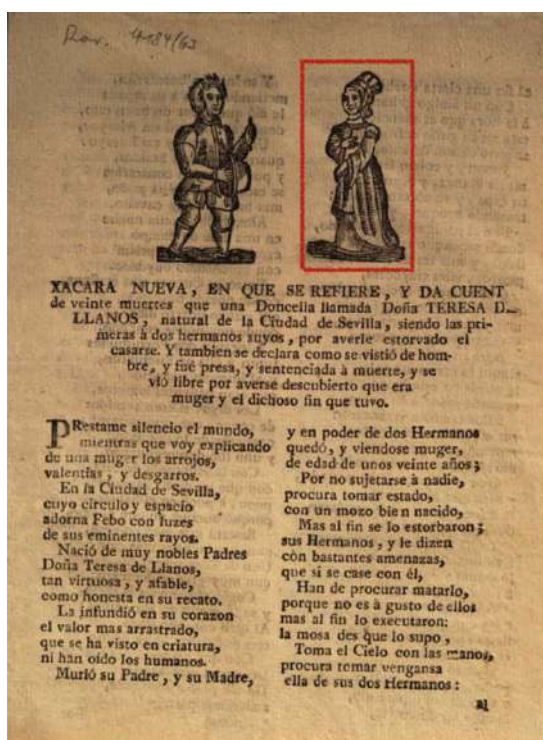 Rar. 4184/63
XACARA NUEVA, EN QUE SE REFIERE, Y DA CUENT
de veinte muertes que una Doncella llamada Doña TERESA D
LLANOS, natural de la Ciudad de Sevilla, siendo las pri-
meras à dos hermanos suyos, por averle estorvado el
casarse. Y tambien se declara como se vistió de hom-
bre, y fué presa, y sentenciada à muerte, y se
vió libre por averse descubierto que era
muger y el dichoso fin que tuvo.
PRestame silencio el mundo,
mientras que voy explicando
de una muger los arrojos,
valentias, y desgarros.
En la Ciudad de Sevilla,
cuyo circulo y espacio
adorna Febo con luzes
de sus eminentes rayos.
Nació de muy nobles Padres
Doña Teresa de Llanos,
tan virtuosa, y afable,
como honesta en su recato.
La infundió en su corazon
el valor mas arrastrado,
que se ha visto en criatura,
ni han oído los humanos.
Murió su Padre, y su Madre,
y en poder de dos Hermanos
quedó, y viendose muger,
de edad de unos veinte años;
Por no sujetarse à nadie,
procura tomar estado,
con un mozo bien nacido,
Mas al fin se lo estorbaron;
sus Hermanos, y le dizen
con bastantes amenazas,
que si se case con él,
Han de procurar matarlo,
porque no es à gusto de ellos
mas al fin lo executaron:
la mosa des que lo supo,
Toma el Cielo con las manos,
procura tomar vengansa
ella de sus dos Hermanos:
al